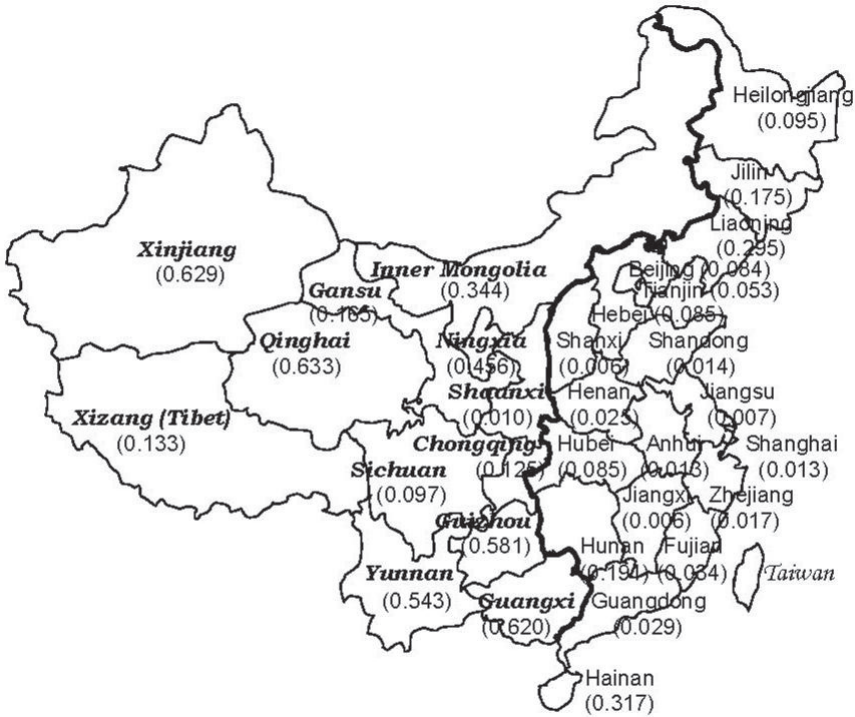 Heilongjiang
(0.095)
Jilin
(0.175)
Liaoning
(0.295)
Xinjiang
(0.629)
Inner Mongolia
(0.344)
Gansu
(0.165)
Beijing (0.084)
Tianjin (0.053)
Hebei (0.085)
Qinghai
(0.633)
Ningxia
(0.456)
Shanxi
(0.006)
Shandong
(0.014)
Shaanxi
(0.010)
Henan
(0.023)
Jiangsu
(0.007)
Xizang (Tibet)
(0.133)
Chongqing
(0.125)
Hubei
(0.085)
Anhui
(0.013)
Shanghai
(0.013)
Sichuan
(0.097)
Jiangxi
(0.006)
Zhejiang
(0.017)
Guizhou
(0.581)
Hunan
(0.191)
Fujian
(0.034)
Taiwan
Yunnan
(0.543)
Guangxi
(0.620)
Guangdong
(0.029)
Hainan
(0.317)